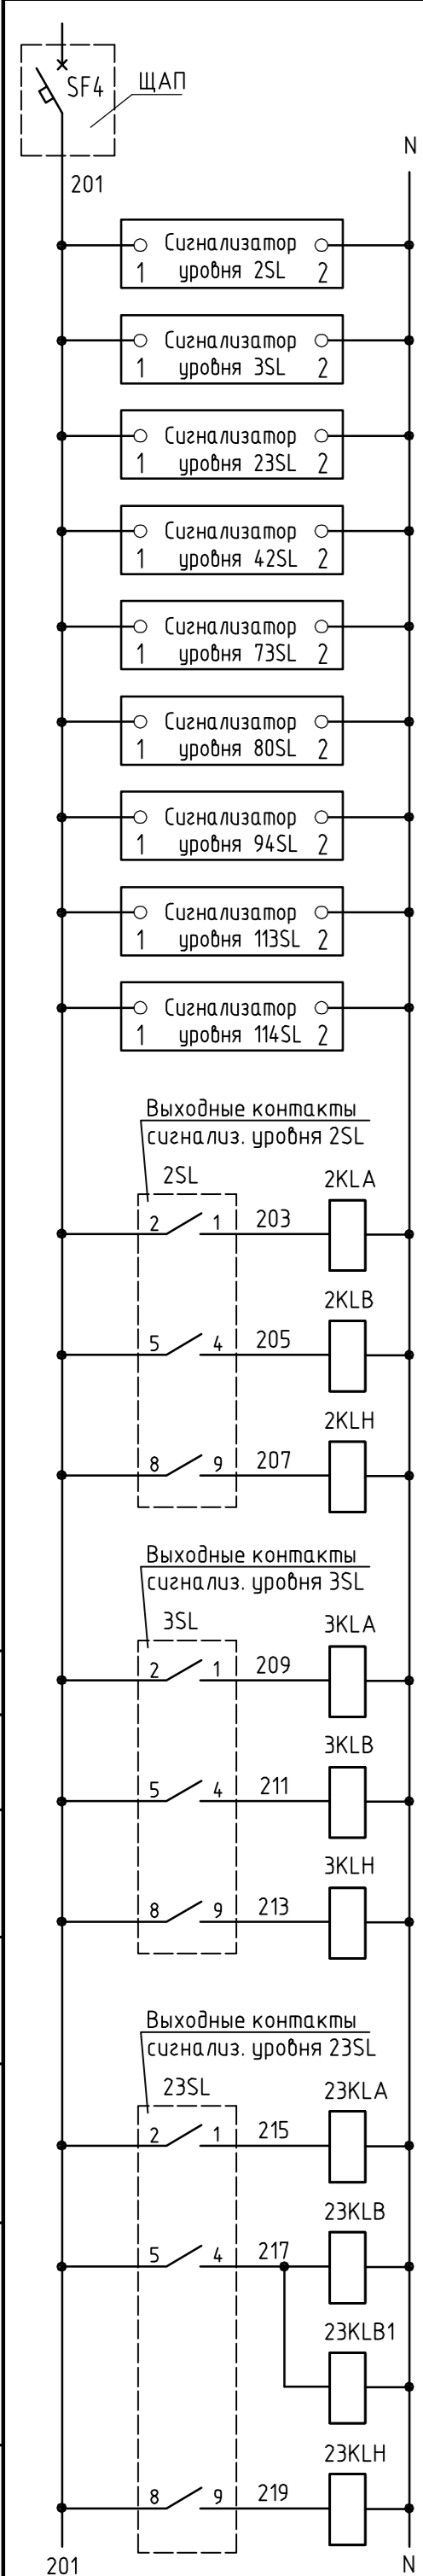 SF4
ЩАП
N
201
Сигнализатор
1 уровня 2SL 2
Сигнализатор
1 уровня 3SL 2
Сигнализатор
1 уровня 23SL 2
Сигнализатор
1 уровня 42SL 2
Сигнализатор
1 уровня 73SL 2
Сигнализатор
1 уровня 80SL 2
Сигнализатор
1 уровня 94SL 2
Сигнализатор
1 уровня 113SL 2
Сигнализатор
1 уровня 114SL 2
Выходные контакты
сигнализ. уровня 2SL
2SL 2KLA
2 1 203
2KLB
5 4 205
2KLH
8 9 207
Выходные контакты
сигнализ. уровня 3SL
3SL 3KLA
2 1 209
3KLB
5 4 211
3KLH
8 9 213
Выходные контакты
сигнализ. уровня 23SL
23SL 23KLA
2 1 215
23KLB
5 4 217
23KLB1
23KLH
8 9 219
201 N